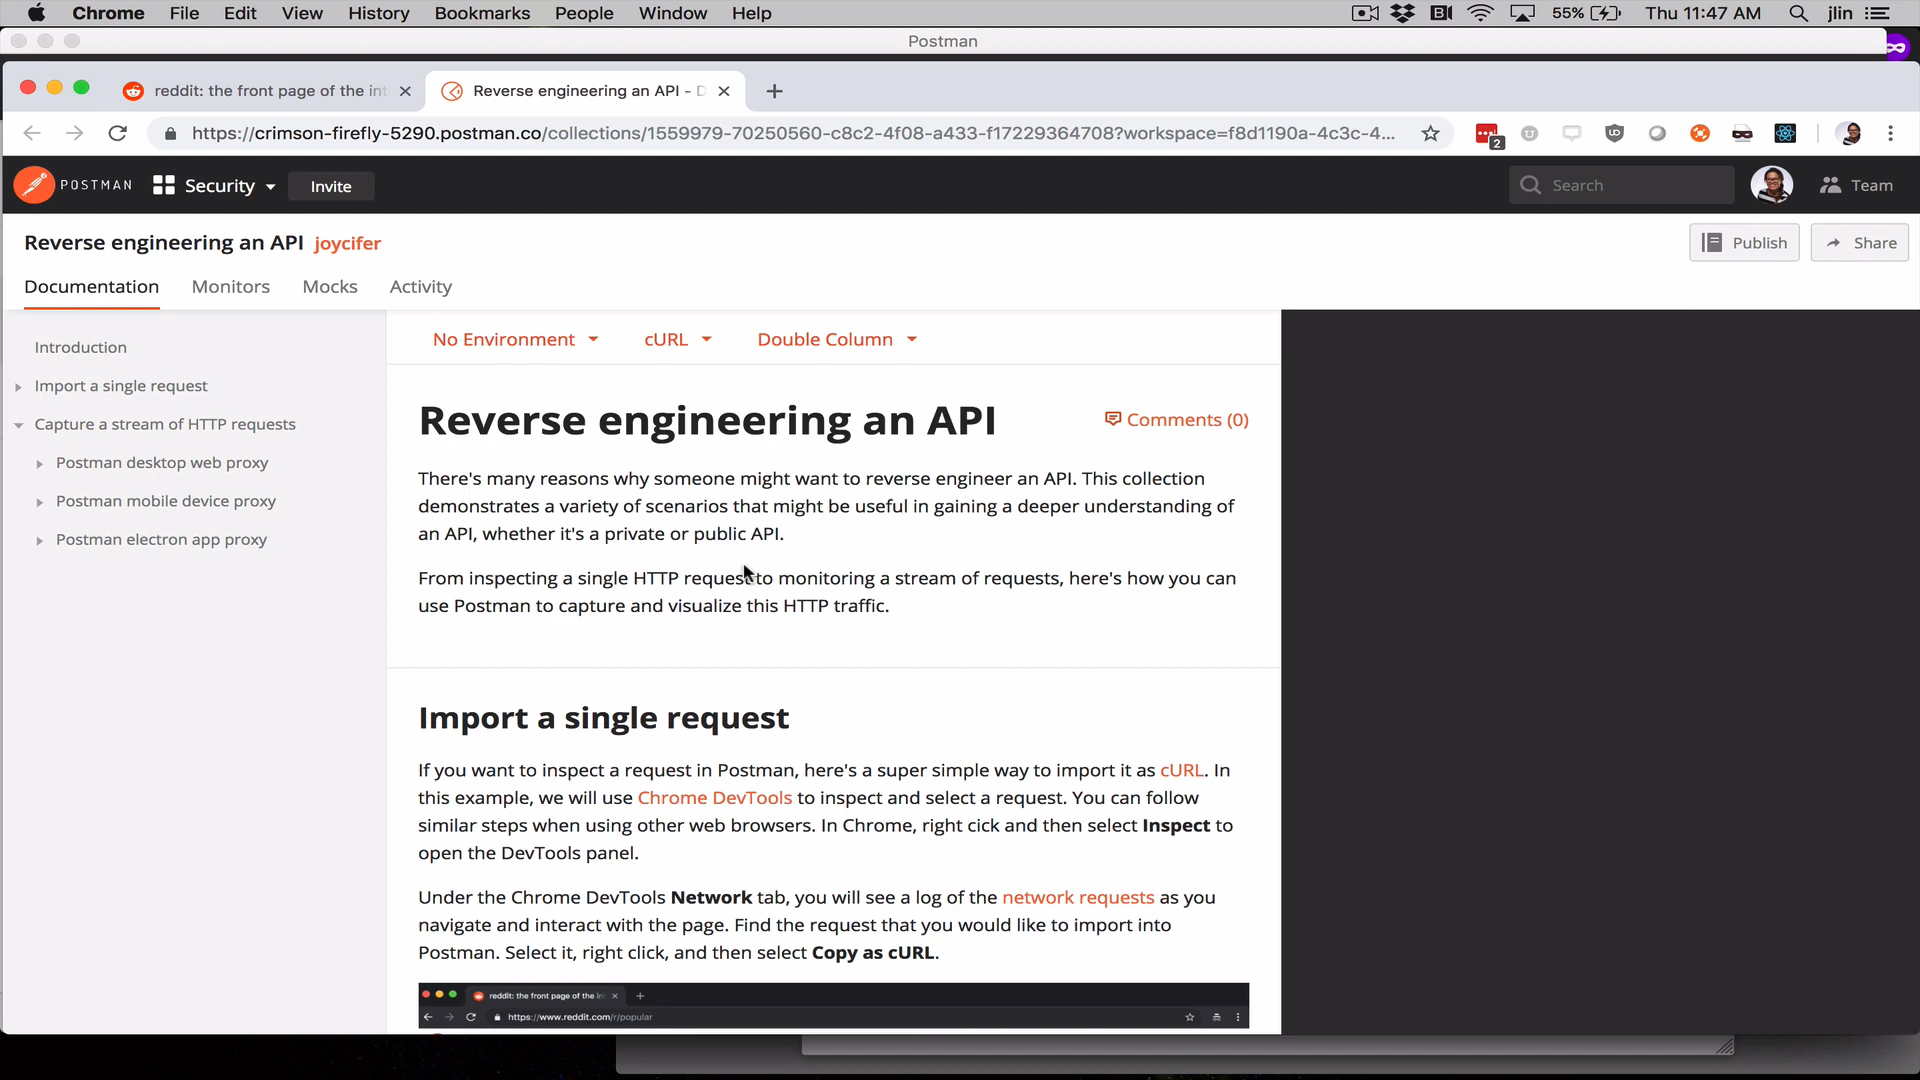 Chrome File Edit View History Bookmarks People Window Help 55% Thu 11:47 AM jlin
Postman
reddit: the front page of the int Reverse engineering an API - D
https://crimson-firefly-5290.postman.co/collections/1559979-70250560-c8c2-4f08-a433-f17229364708?workspace=f8d1190a-4c3c-4... 2
POSTMAN Security Invite Search Team
Reverse engineering an API joycifer Publish Share
Documentation Monitors Mocks Activity
Introduction
Import a single request
Capture a stream of HTTP requests
Postman desktop web proxy
Postman mobile device proxy
Postman electron app proxy
No Environment cURL Double Column
Reverse engineering an API Comments (0)
There's many reasons why someone might want to reverse engineer an API. This collection
demonstrates a variety of scenarios that might be useful in gaining a deeper understanding of
an API, whether it's a private or public API.
From inspecting a single HTTP request to monitoring a stream of requests, here's how you can
use Postman to capture and visualize this HTTP traffic.
Import a single request
If you want to inspect a request in Postman, here's a super simple way to import it as cURL. In
this example, we will use Chrome DevTools to inspect and select a request. You can follow
similar steps when using other web browsers. In Chrome, right cick and then select Inspect to
open the DevTools panel.
Under the Chrome DevTools Network tab, you will see a log of the network requests as you
navigate and interact with the page. Find the request that you would like to import into
Postman. Select it, right click, and then select Copy as cURL.
reddit: the front page of the int
https://www.reddit.com/r/popular